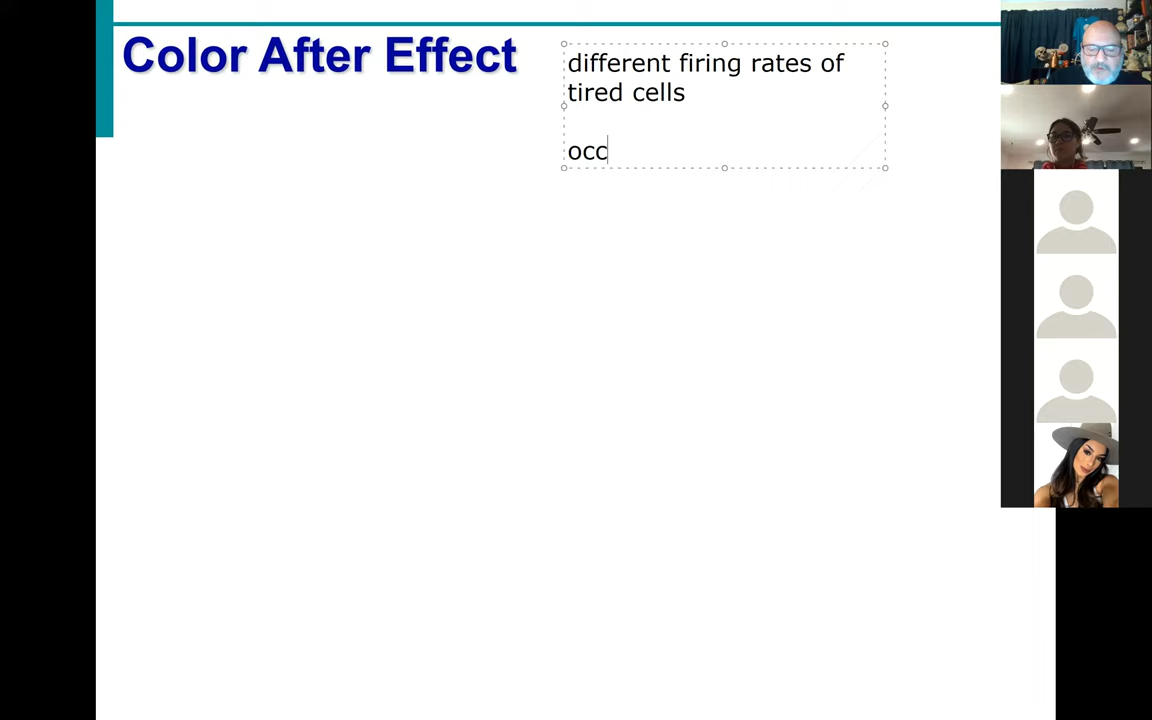 Color After Effect
different firing rates of
tired cells
occ